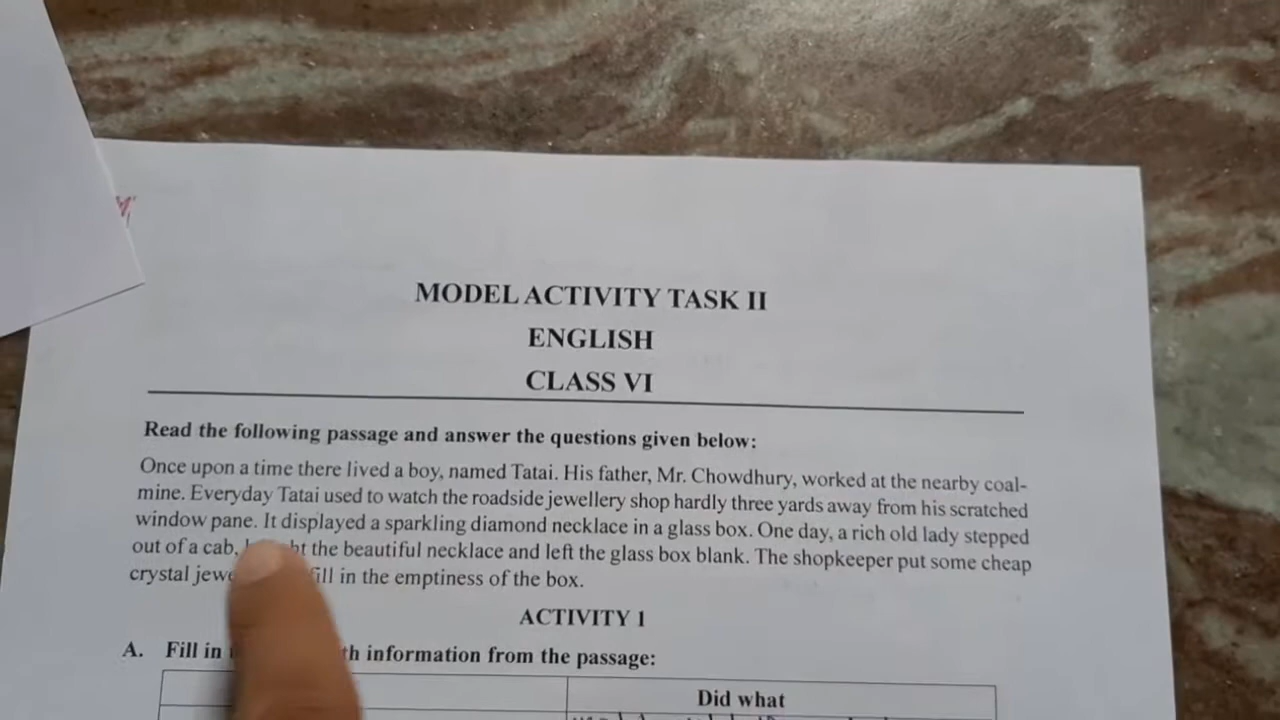 MODEL ACTIVITY TASK II
ENGLISH
CLASS VI
Read the following passage and answer the questions given below:
Once upon a time there lived a boy, named Tatai. His father, Mr. Chowdhury, worked at the nearby coal-
mine. Everyday Tatai used to watch the roadside jewellery shop hardly three yards away from his scratched
window pane. It displayed a sparkling diamond necklace in a glass box. One day, a rich old lady stepped
out of a cab, the beautiful necklace and left the glass box blank. The shopkeeper put some cheap
crystal fill in the emptiness of the box.
ACTIVITY 1
A. Fill in information from the passage:
Did what